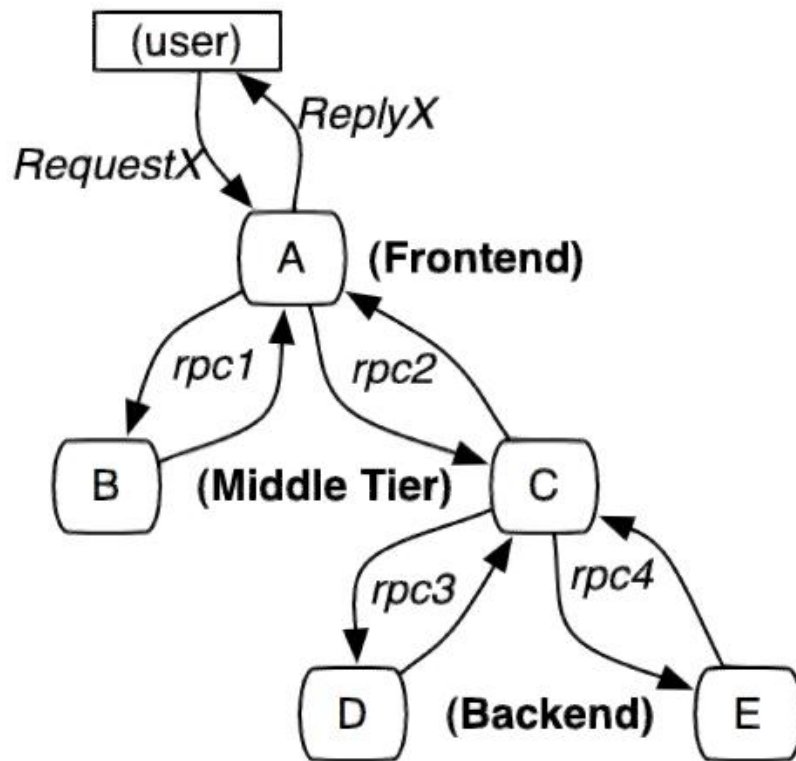 (user)
ReplyX
RequestX
A (Frontend)
rpc1 rpc2
B (Middle Tier) C
rpc3 rpc4
D (Backend) E